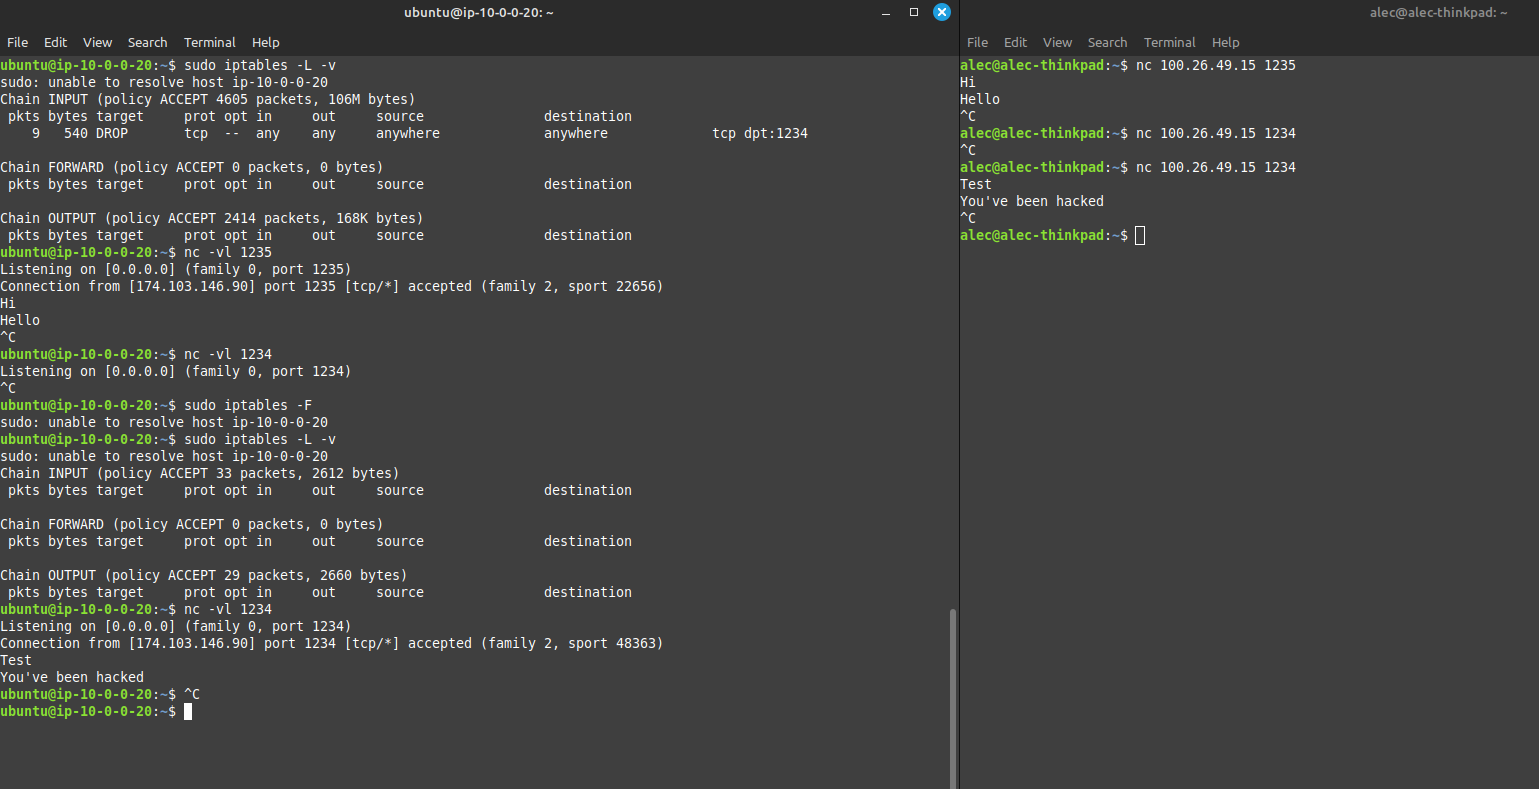 ubuntu@ip-10-0-0-20: ~
File Edit View Search Terminal Help
ubuntu@ip-10-0-0-20:~$ sudo iptables -L -v
sudo: unable to resolve host ip-10-0-0-20
Chain INPUT (policy ACCEPT 4605 packets, 106M bytes)
 pkts bytes target     prot opt in     out     source               destination
    9   540 DROP       tcp  --  any    any     anywhere             anywhere             tcp dpt:1234

Chain FORWARD (policy ACCEPT 0 packets, 0 bytes)
 pkts bytes target     prot opt in     out     source               destination

Chain OUTPUT (policy ACCEPT 2414 packets, 168K bytes)
 pkts bytes target     prot opt in     out     source               destination
ubuntu@ip-10-0-0-20:~$ nc -vl 1235
Listening on [0.0.0.0] (family 0, port 1235)
Connection from [174.103.146.90] port 1235 [tcp/*] accepted (family 2, sport 22656)
Hi
Hello
^C
ubuntu@ip-10-0-0-20:~$ nc -vl 1234
Listening on [0.0.0.0] (family 0, port 1234)
^C
ubuntu@ip-10-0-0-20:~$ sudo iptables -F
sudo: unable to resolve host ip-10-0-0-20
ubuntu@ip-10-0-0-20:~$ sudo iptables -L -v
sudo: unable to resolve host ip-10-0-0-20
Chain INPUT (policy ACCEPT 33 packets, 2612 bytes)
 pkts bytes target     prot opt in     out     source               destination

Chain FORWARD (policy ACCEPT 0 packets, 0 bytes)
 pkts bytes target     prot opt in     out     source               destination

Chain OUTPUT (policy ACCEPT 29 packets, 2660 bytes)
 pkts bytes target     prot opt in     out     source               destination
ubuntu@ip-10-0-0-20:~$ nc -vl 1234
Listening on [0.0.0.0] (family 0, port 1234)
Connection from [174.103.146.90] port 1234 [tcp/*] accepted (family 2, sport 48363)
Test
You've been hacked
ubuntu@ip-10-0-0-20:~$ ^C
ubuntu@ip-10-0-0-20:~$
alec@alec-thinkpad: ~
File Edit View Search Terminal Help
alec@alec-thinkpad:~$ nc 100.26.49.15 1235
Hi
Hello
^C
alec@alec-thinkpad:~$ nc 100.26.49.15 1234
^C
alec@alec-thinkpad:~$ nc 100.26.49.15 1234
Test
You've been hacked
^C
alec@alec-thinkpad:~$